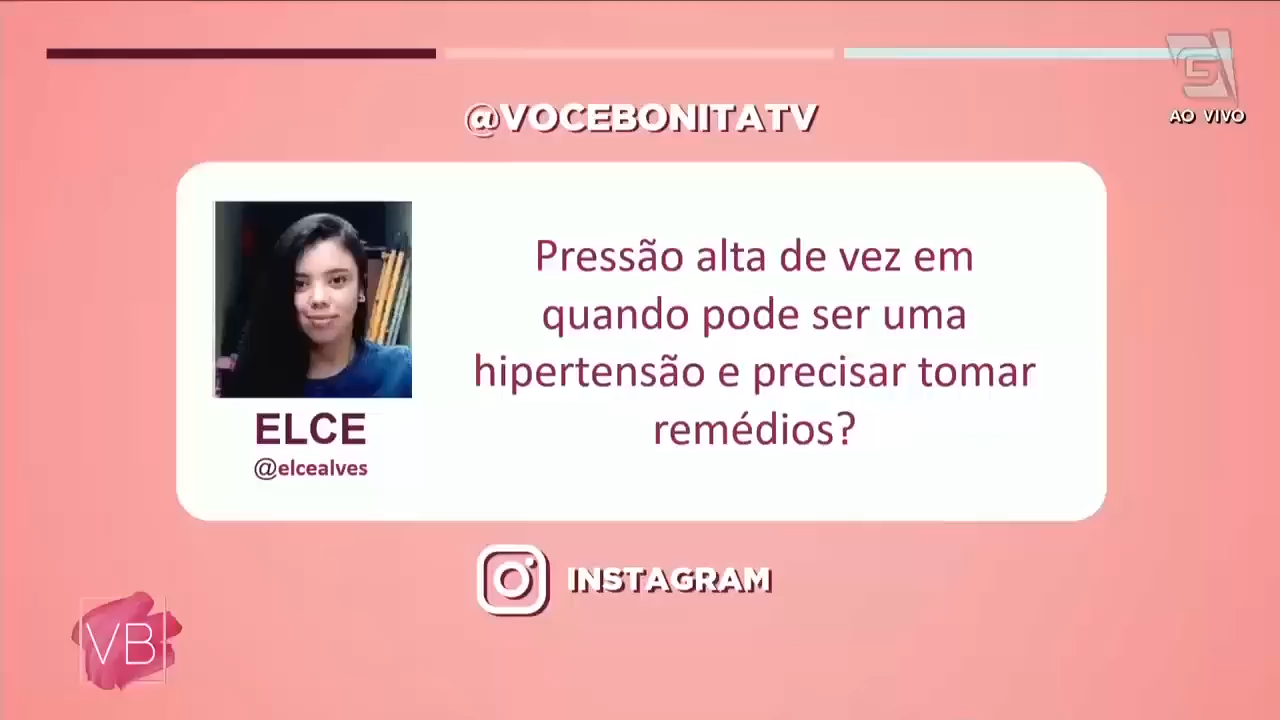 @VOCEBONITATV
AO VIVO
Pressão alta de vez em
quando pode ser uma
hipertensão e precisar tomar
remédios?
ELCE
@elcealves
INSTAGRAM
VB